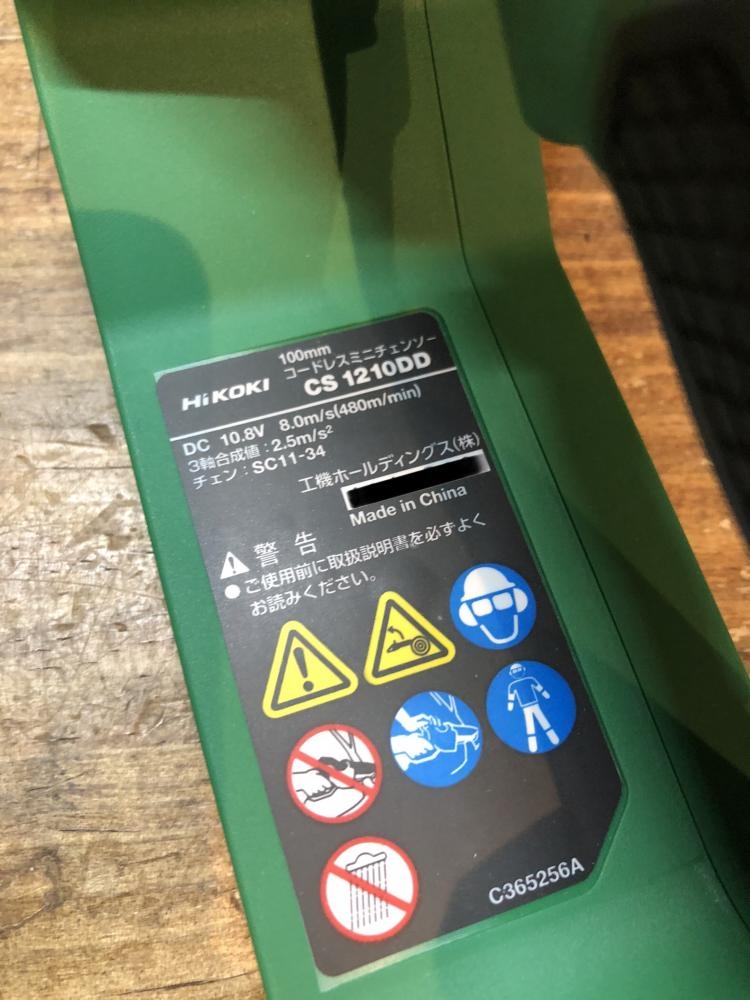 100mm
コードレスミニチェンソー
HiKOKI CS 1210DD
DC 10.8V 8.0m/s(480m/min)
3軸合成値：2.5m/s²
チェン：SC11-34
工機ホールディングス(株)
Made in China
警告
●ご使用前に取扱説明書を必ずよく
お読みください。
C365256A